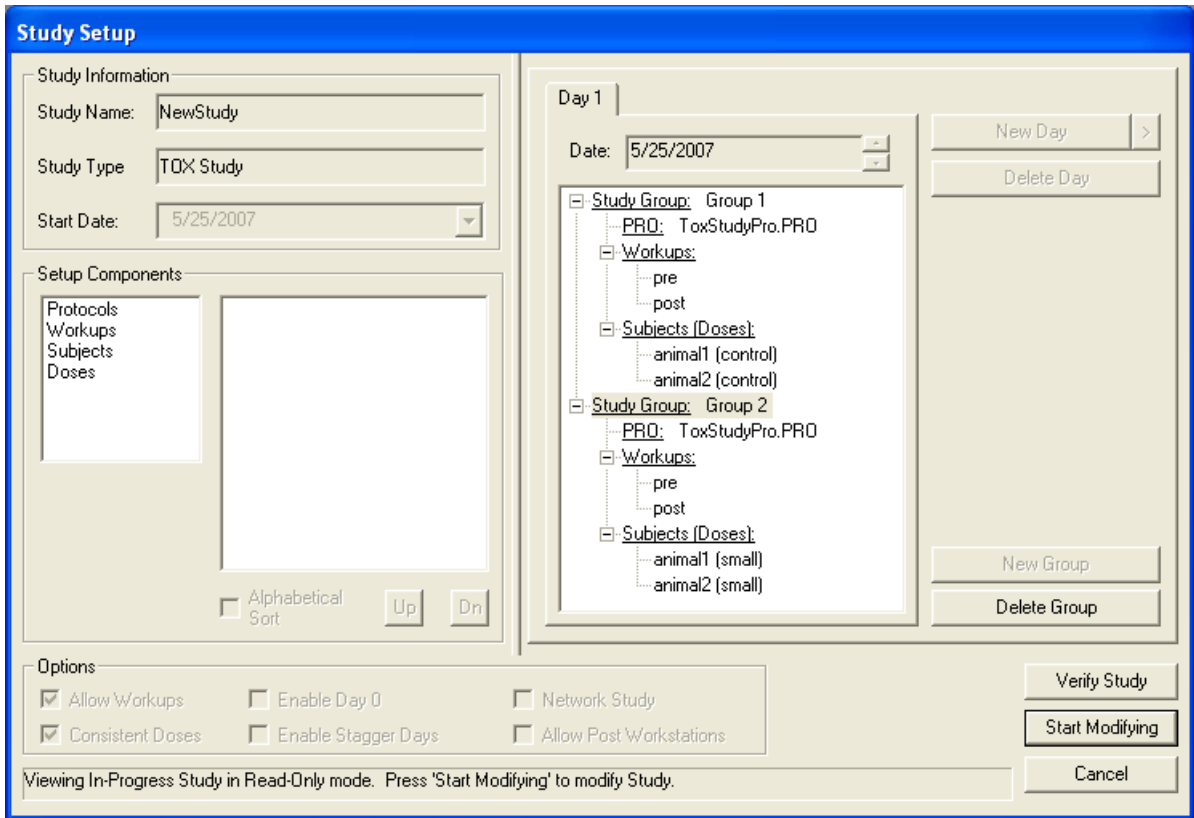 Study Setup
Study Information
Study Name: NewStudy
Study Type TOX Study
Start Date: 5/25/2007
Setup Components
Protocols
Workups
Subjects
Doses
Alphabetical
Sort
Up
Dn
Day 1
Date: 5/25/2007
Study Group: Group 1
PRO: ToxStudyPro.PRO
Workups:
pre
post
Subjects (Doses):
animal1 (control)
animal2 (control)
Study Group: Group 2
PRO: ToxStudyPro.PRO
Workups:
pre
post
Subjects (Doses):
animal1 (small)
animal2 (small)
New Day >
Delete Day
New Group
Delete Group
Options
Allow Workups Enable Day 0 Network Study
Consistent Doses Enable Stagger Days Allow Post Workstations
Verify Study
Start Modifying
Cancel
Viewing In-Progress Study in Read-Only mode. Press 'Start Modifying' to modify Study.